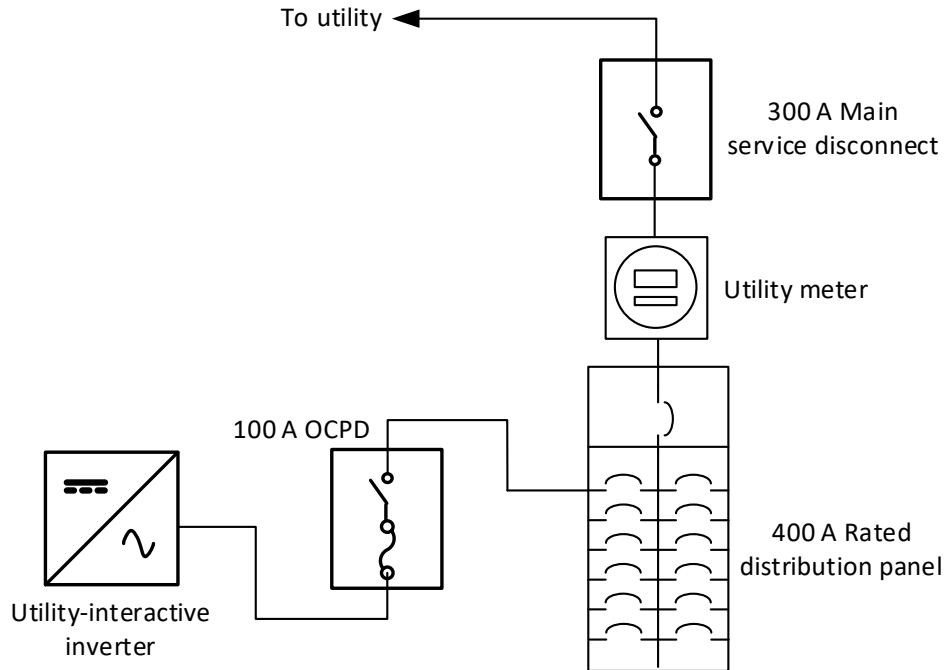 To utility
300 A Main
service disconnect
Utility meter
100 A OCPD
400 A Rated
distribution panel
Utility-interactive
inverter